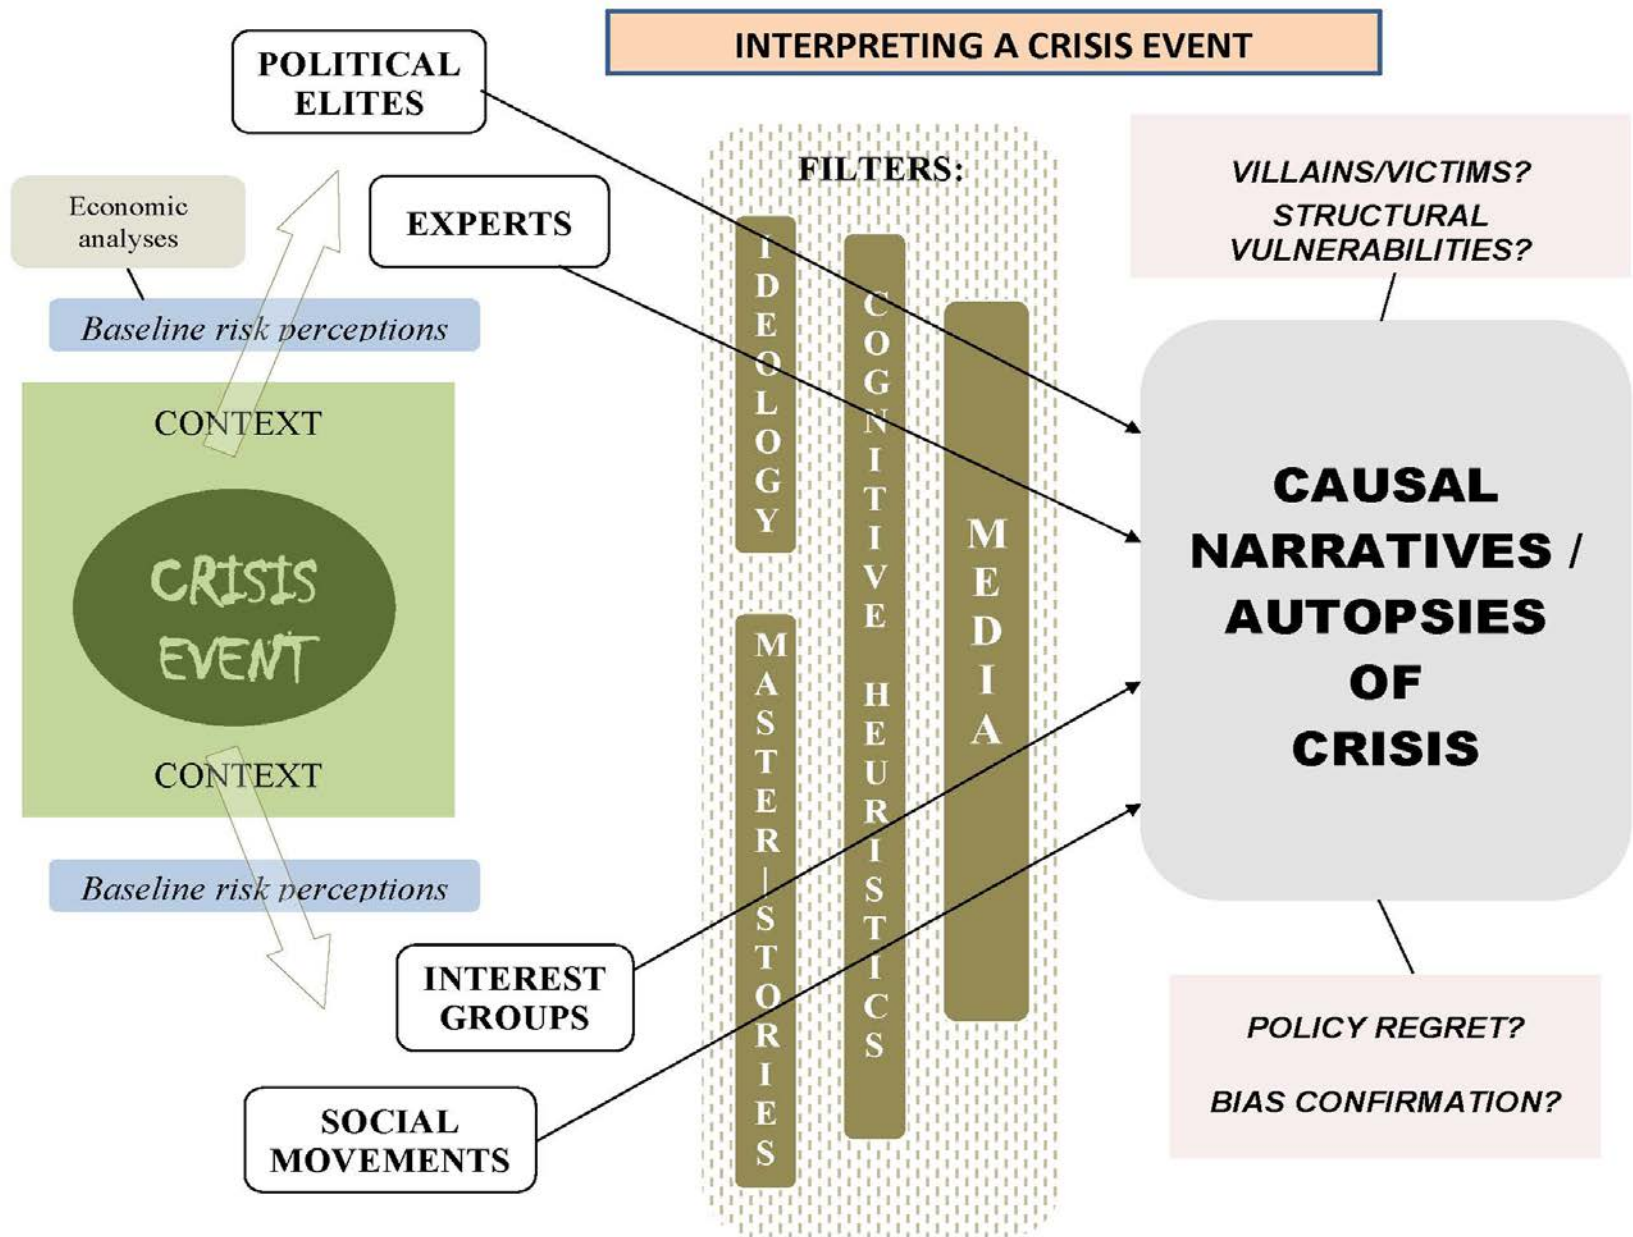 INTERPRETING A CRISIS EVENT
POLITICAL
ELITES
Economic
analyses
EXPERTS
Baseline risk perceptions
CONTEXT
CRISIS
EVENT
CONTEXT
Baseline risk perceptions
INTEREST
GROUPS
SOCIAL
MOVEMENTS
FILTERS:
IDEOLOGY
MASTER-STORIES
COGNITIVE HEURISTICS
MEDIA
VILLAINS/VICTIMS?
STRUCTURAL
VULNERABILITIES?
CAUSAL
NARRATIVES /
AUTOPSIES
OF
CRISIS
POLICY REGRET?
BIAS CONFIRMATION?